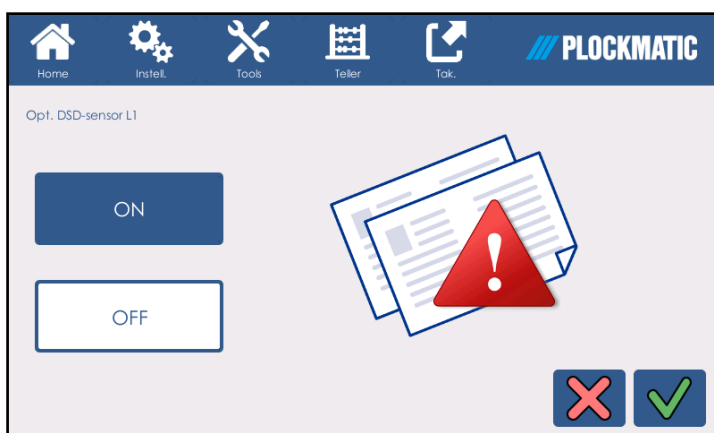 Home
Instell.
Tools
Teller
Tak.
PLOCKMATIC
Opt. DSD-sensor L1
ON
OFF